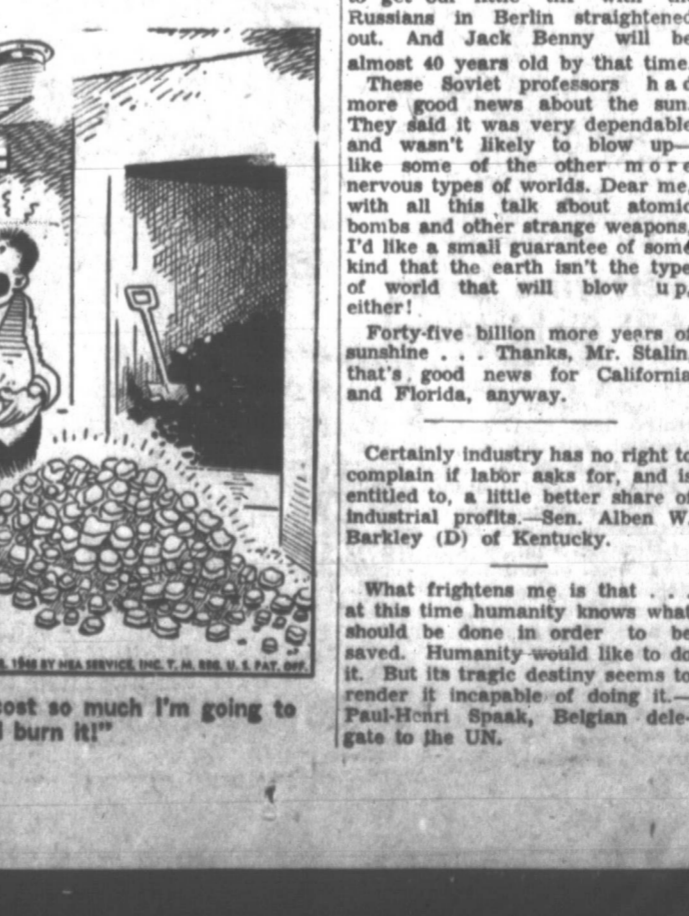 COPR. 1948 BY NEA SERVICE, INC. T. M. REG. U. S. PAT. OFF.
cost so much I'm going to
burn it!"
to get our little with the
Russians in Berlin straightened
out. And Jack Benny will be
almost 40 years old by that time.
These Soviet professors had
more good news about the sun.
They said it was very dependable
and wasn't likely to blow up—
like some of the other more
nervous types of worlds. Dear me,
with all this talk about atomic
bombs and other strange weapons,
I'd like a small guarantee of some
kind that the earth isn't the type
of world that will blow up,
either!
Forty-five billion more years of
sunshine . . . Thanks, Mr. Stalin,
that's good news for California
and Florida, anyway.
Certainly industry has no right to
complain if labor asks for, and is
entitled to, a little better share of
industrial profits.—Sen. Alben W.
Barkley (D) of Kentucky.
What frightens me is that . . .
at this time humanity knows what
should be done in order to be
saved. Humanity would like to do
it. But its tragic destiny seems to
render it incapable of doing it.—
Paul-Henri Spaak, Belgian dele-
gate to the UN.